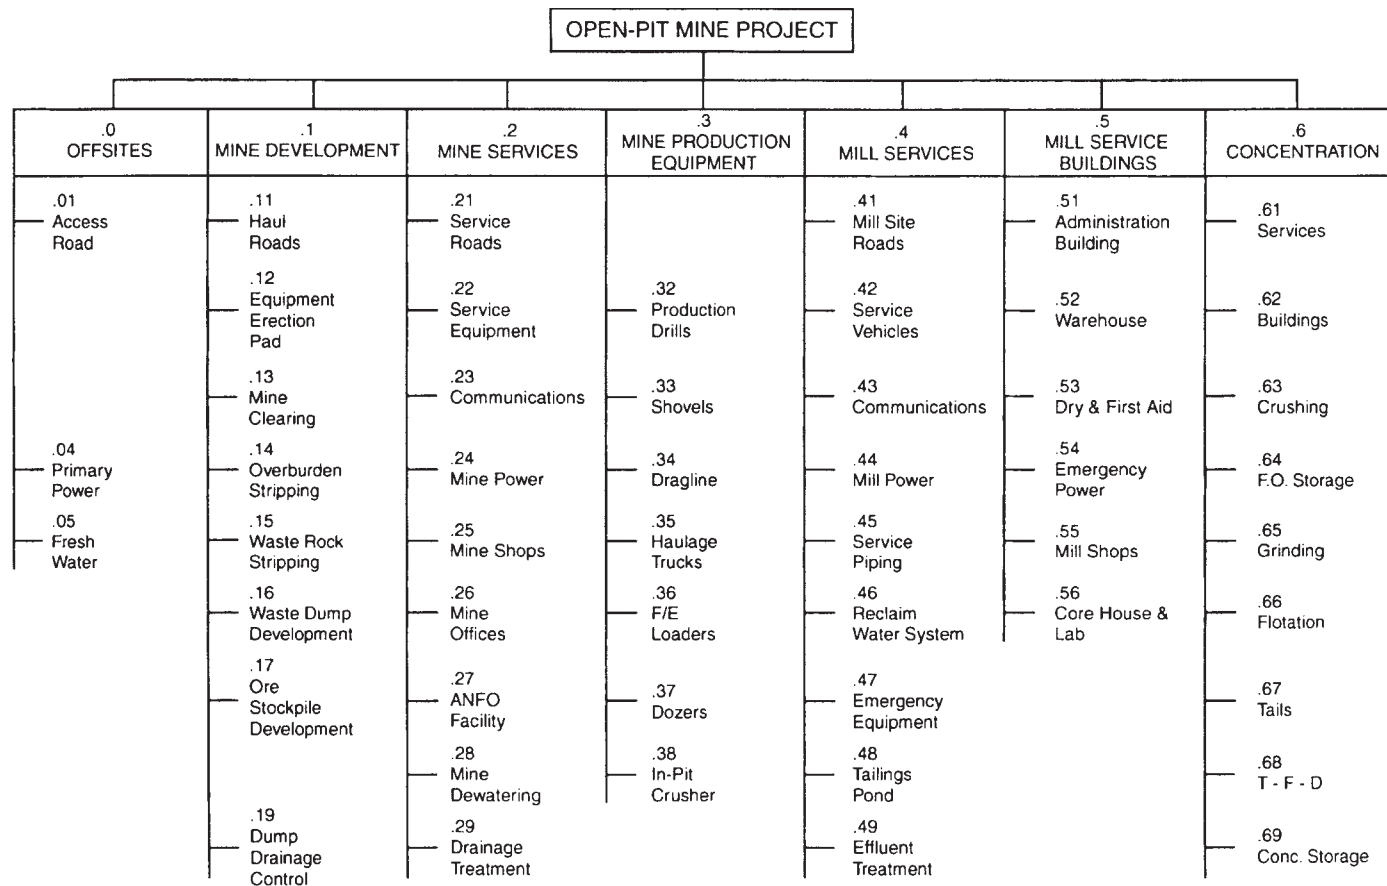 OPEN-PIT MINE PROJECT
.0
OFFSITES
.01
Access
Road
.04
Primary
Power
.05
Fresh
Water
.1
MINE DEVELOPMENT
.11
Haul
Roads
.12
Equipment
Erection
Pad
.13
Mine
Clearing
.14
Overburden
Stripping
.15
Waste Rock
Stripping
.16
Waste Dump
Development
.17
Ore
Stockpile
Development
.19
Dump
Drainage
Control
.2
MINE SERVICES
.21
Service
Roads
.22
Service
Equipment
.23
Communications
.24
Mine Power
.25
Mine Shops
.26
Mine
Offices
.27
ANFO
Facility
.28
Mine
Dewatering
.29
Drainage
Treatment
.3
MINE PRODUCTION
EQUIPMENT
.32
Production
Drills
.33
Shovels
.34
Dragline
.35
Haulage
Trucks
.36
F/E
Loaders
.37
Dozers
.38
In-Pit
Crusher
.4
MILL SERVICES
.41
Mill Site
Roads
.42
Service
Vehicles
.43
Communications
.44
Mill Power
.45
Service
Piping
.46
Reclaim
Water System
.47
Emergency
Equipment
.48
Tailings
Pond
.49
Effluent
Treatment
.5
MILL SERVICE
BUILDINGS
.51
Administration
Building
.52
Warehouse
.53
Dry & First Aid
.54
Emergency
Power
.55
Mill Shops
.56
Core House &
Lab
.6
CONCENTRATION
.61
Services
.62
Buildings
.63
Crushing
.64
F.O. Storage
.65
Grinding
.66
Flotation
.67
Tails
.68
T - F - D
.69
Conc. Storage